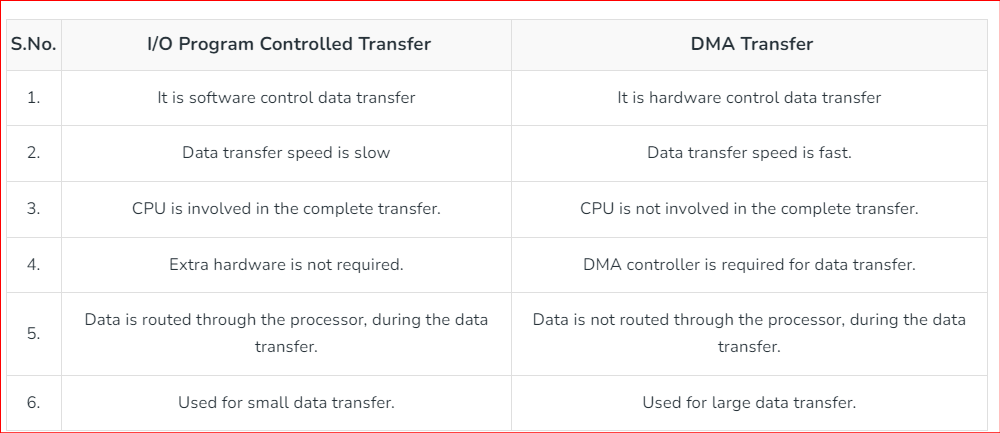 S.No. I/O Program Controlled Transfer DMA Transfer
1. It is software control data transfer It is hardware control data transfer
2. Data transfer speed is slow Data transfer speed is fast.
3. CPU is involved in the complete transfer. CPU is not involved in the complete transfer.
4. Extra hardware is not required. DMA controller is required for data transfer.
5. Data is routed through the processor, during the data Data is not routed through the processor, during the data
transfer. transfer.
6. Used for small data transfer. Used for large data transfer.